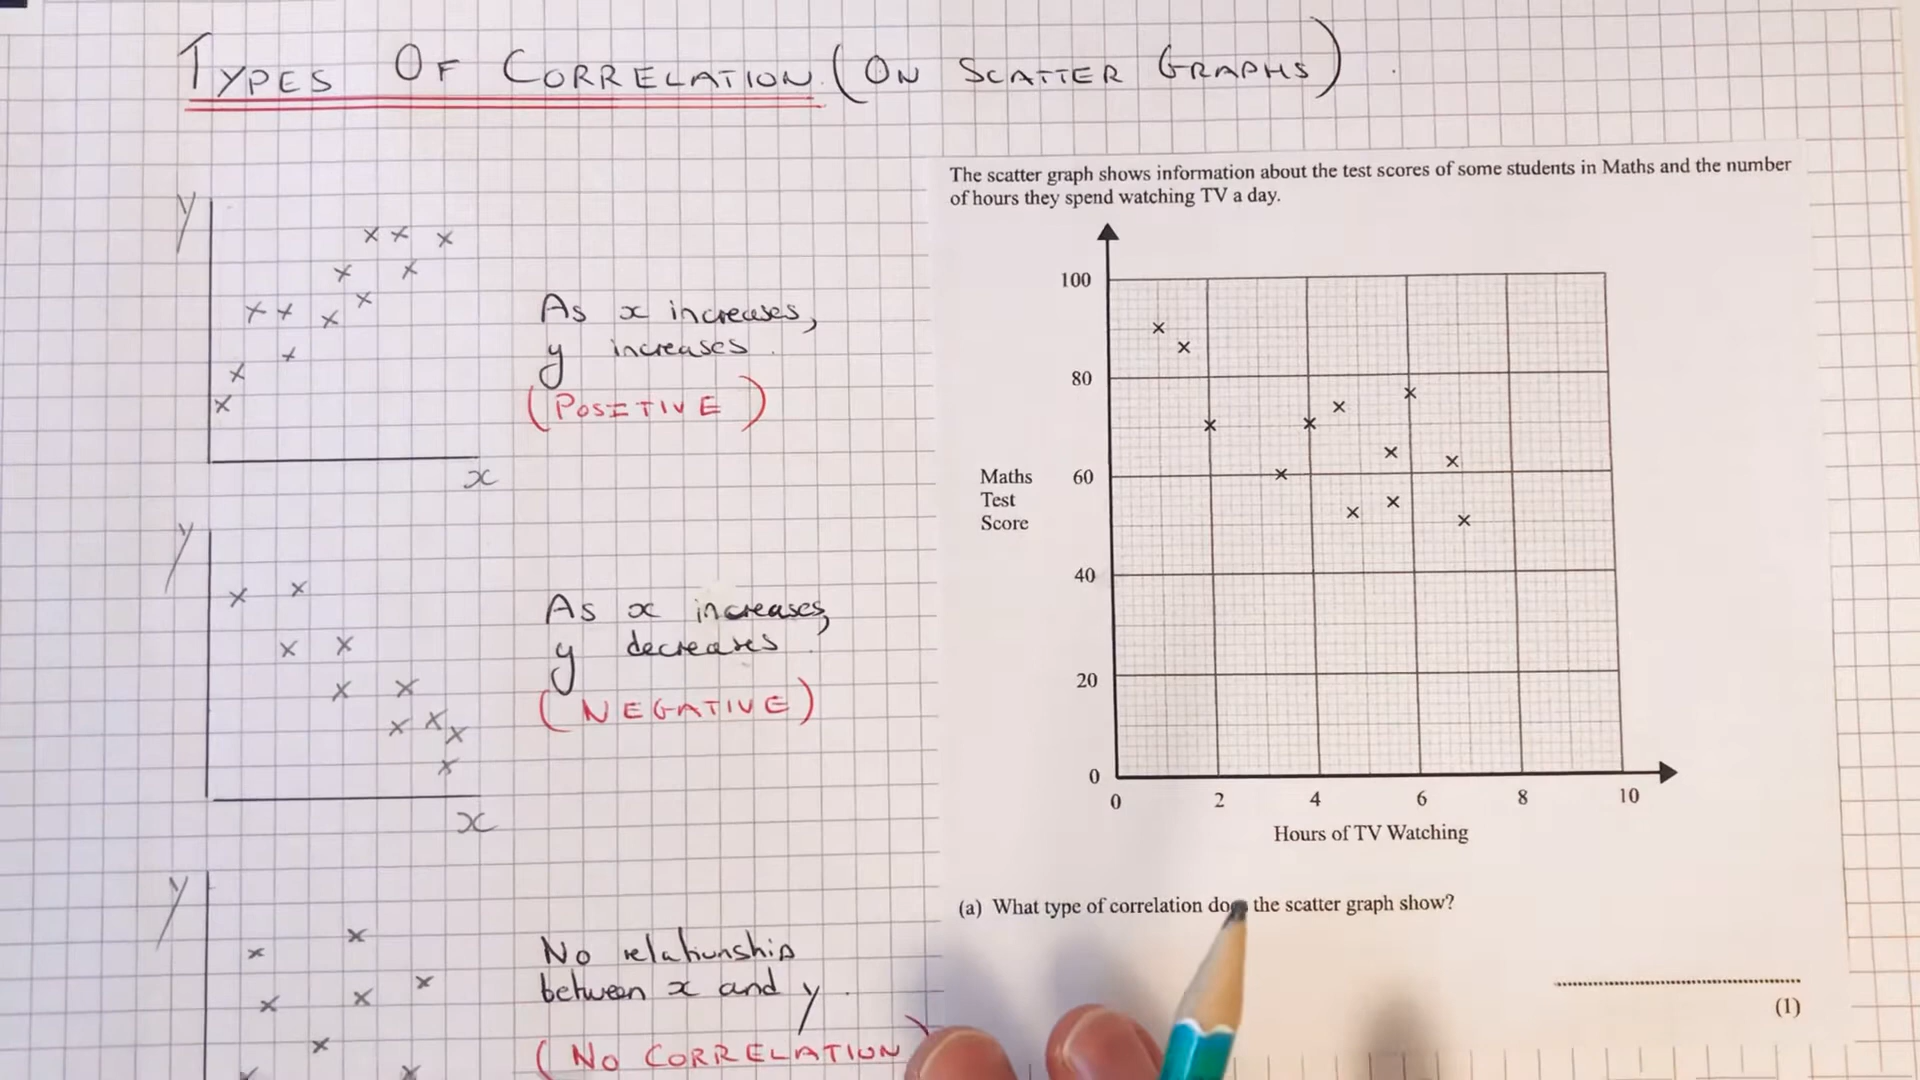 TYPES OF CORRELATION (ON SCATTER GRAPHS)
y
As x increases,
y increases.
(POSITIVE)
x
y
As x increases,
y decreases.
(NEGATIVE)
x
y
No relationship
between x and y.
(NO CORRELATION
The scatter graph shows information about the test scores of some students in Maths and the number
of hours they spend watching TV a day.
100
80
60
40
20
0
Maths
Test
Score
0 2 4 6 8 10
Hours of TV Watching
(a) What type of correlation does the scatter graph show?
(1)